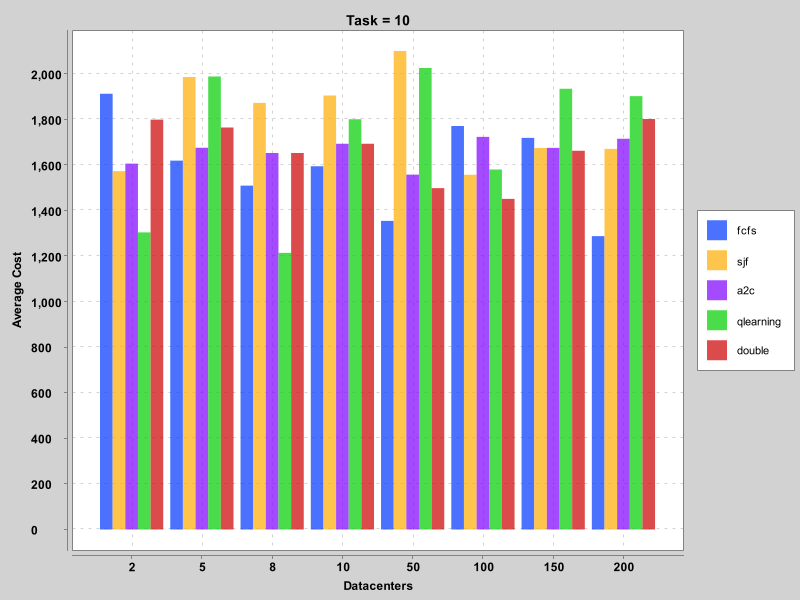 Task = 10
Average Cost
2,000
1,800
1,600
1,400
1,200
1,000
800
600
400
200
0
2 5 8 10 50 100 150 200
Datacenters
fcfs
sjf
a2c
qlearning
double